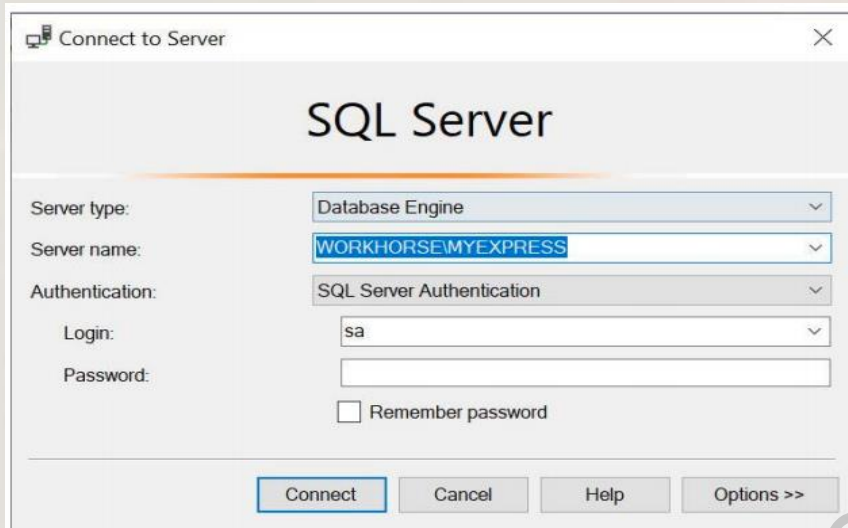 Connect to Server
SQL Server
Server type: Database Engine
Server name: WORKHORSE\MYEXPRESS
Authentication: SQL Server Authentication
Login: sa
Password:
Remember password
Connect Cancel Help Options >>